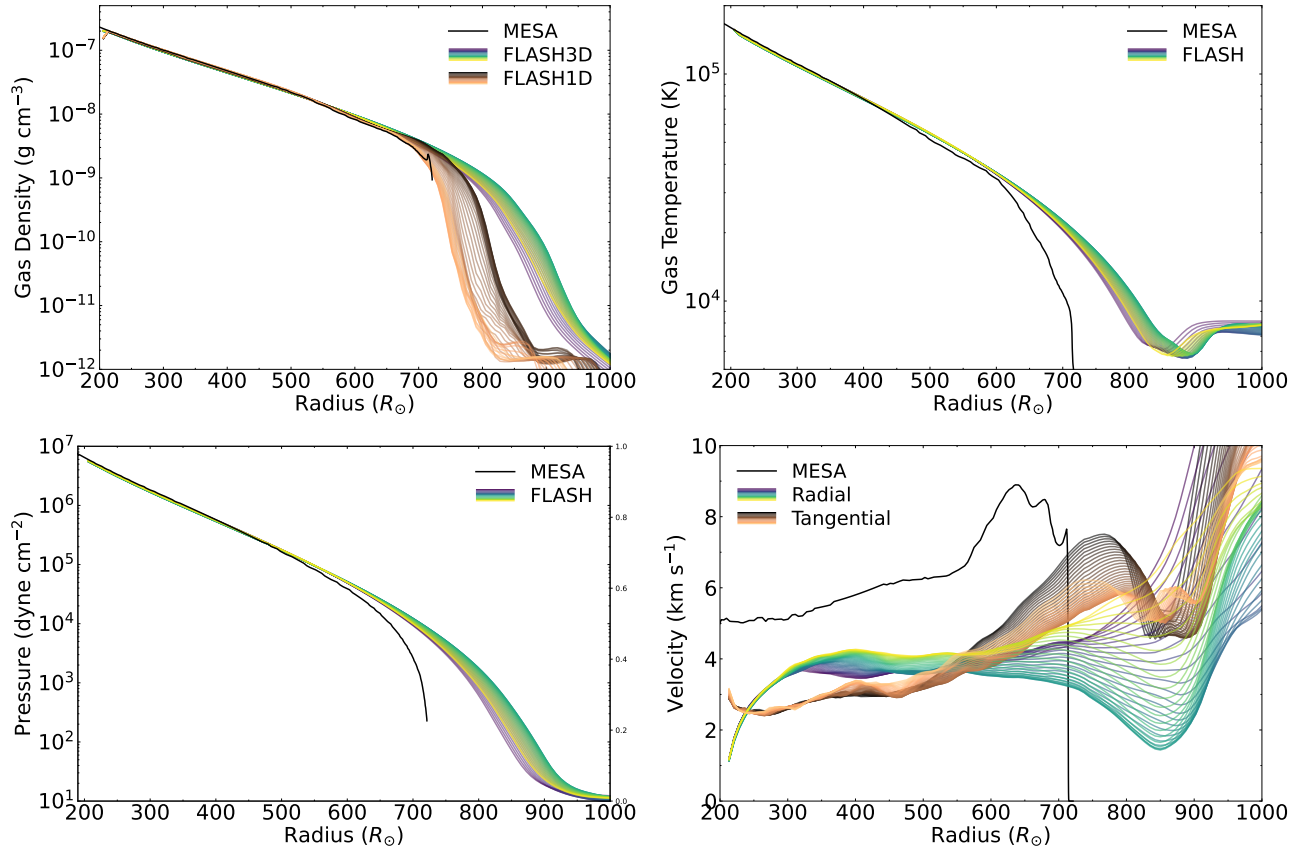 MESA
FLASH3D
FLASH1D
Gas Density (g cm⁻³)
10⁻⁷
10⁻⁸
10⁻⁹
10⁻¹⁰
10⁻¹¹
10⁻¹²
200 300 400 500 600 700 800 900 1000
Radius (R☉)
MESA
FLASH
Gas Temperature (K)
10⁵
10⁴
200 300 400 500 600 700 800 900 1000
Radius (R☉)
MESA
FLASH
Pressure (dyne cm⁻²)
10⁷
10⁶
10⁵
10⁴
10³
10²
10¹
1.0
0.8
0.6
0.4
0.2
0.0
200 300 400 500 600 700 800 900 1000
Radius (R☉)
MESA
Radial
Tangential
Velocity (km s⁻¹)
10
8
6
4
2
0
200 300 400 500 600 700 800 900 1000
Radius (R☉)